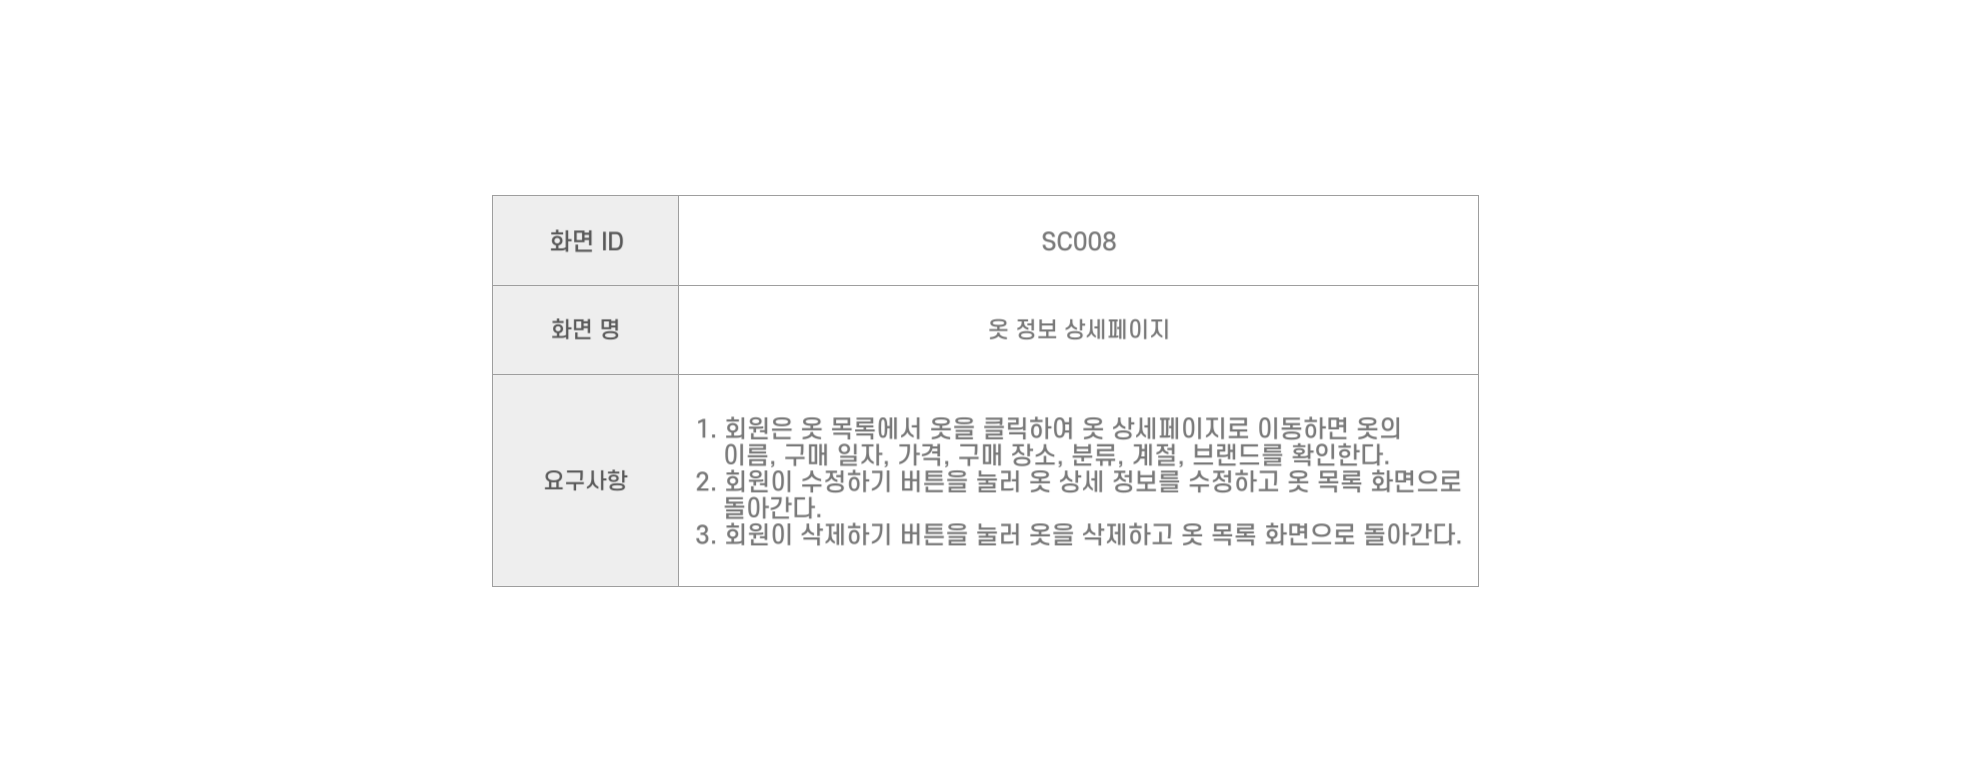 화면 ID
SC008
화면 명
옷 정보 상세페이지
요구사항
1. 회원은 옷 목록에서 옷을 클릭하여 옷 상세페이지로 이동하면 옷의
이름, 구매 일자, 가격, 구매 장소, 분류, 계절, 브랜드를 확인한다.
2. 회원이 수정하기 버튼을 눌러 옷 상세 정보를 수정하고 옷 목록 화면으로
돌아간다.
3. 회원이 삭제하기 버튼을 눌러 옷을 삭제하고 옷 목록 화면으로 돌아간다.